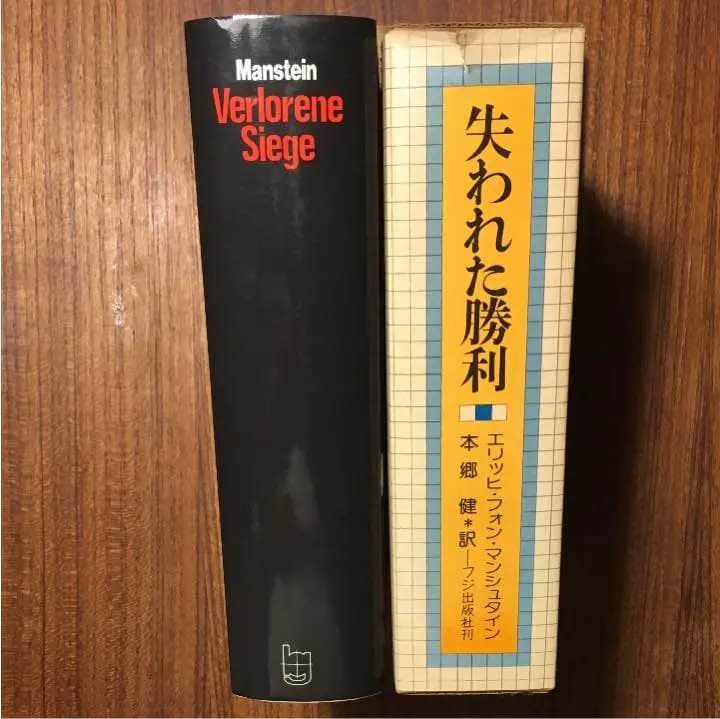 Manstein
Verlorene
Siege
失われた勝利
エリッヒ・フォン・マンシュタイン
本郷 健*訳—フジ出版社刊